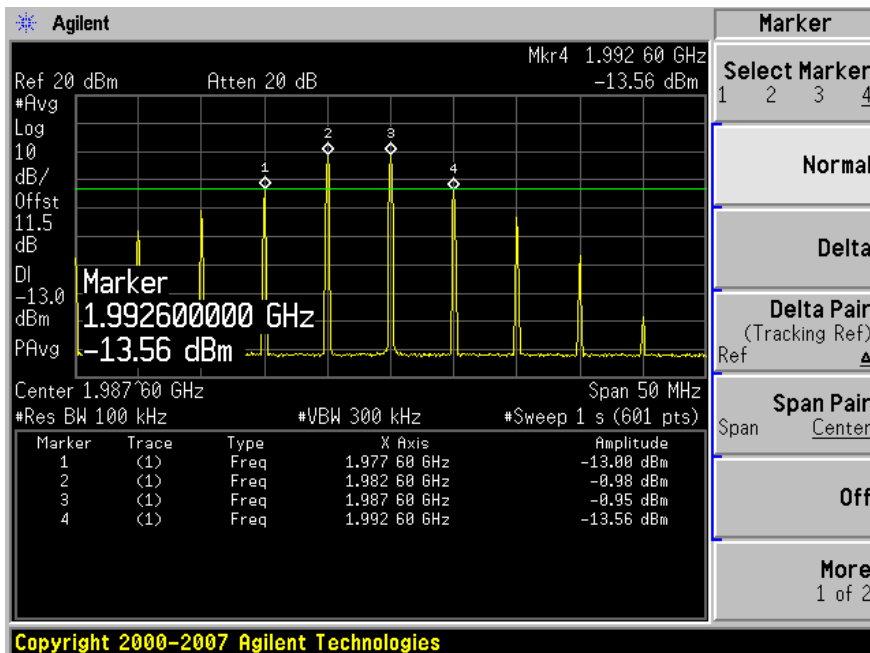 Agilent
Marker
Mkr4 1.992 60 GHz
Ref 20 dBm Atten 20 dB -13.56 dBm
Select Marker
1 2 3 4
#Avg
Log
10
dB/
Offst
11.5
dB
DI
-13.0
dBm
PAvg
1
2
3
4
Marker
1.992600000 GHz
-13.56 dBm
Normal
Delta
Delta Pair
(Tracking Ref)
Ref Δ
Center 1.987 60 GHz Span 50 MHz
#Res BW 100 kHz #VBW 300 kHz #Sweep 1 s (601 pts)
Span Pair
Span Center
Marker Trace Type X Axis Amplitude
1 (1) Freq 1.977 60 GHz -13.00 dBm
2 (1) Freq 1.982 60 GHz -0.98 dBm
3 (1) Freq 1.987 60 GHz -0.95 dBm
4 (1) Freq 1.992 60 GHz -13.56 dBm
Off
More
1 of 2
Copyright 2000-2007 Agilent Technologies